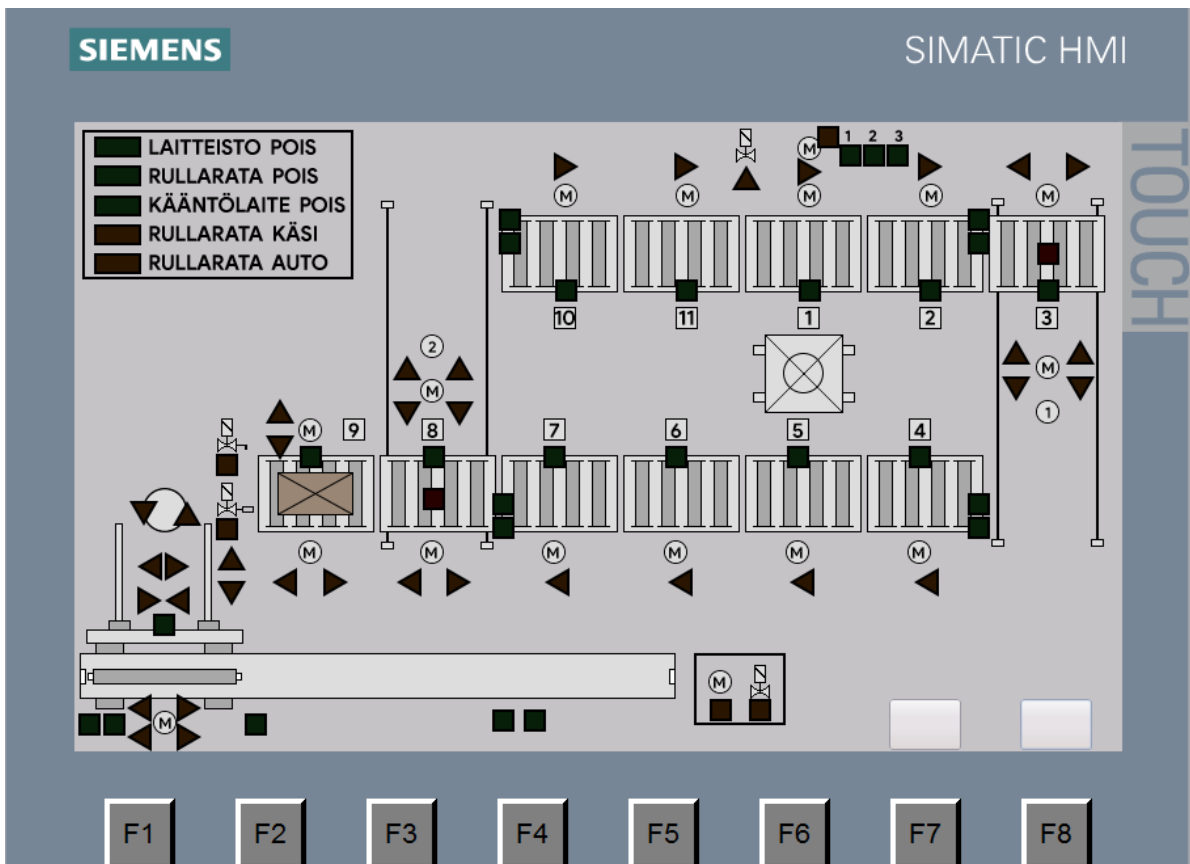 SIEMENS
SIMATIC HMI
TOUCH
LAITTEISTO POIS
RULLARATA POIS
KÄÄNTÖLAITE POIS
RULLARATA KÄSI
RULLARATA AUTO
M 1 2 3
M M M M M
10 11 1 2 3
2
M
M
1
M 9 8 7 6 5 4
M M M M M M
M
M
F1 F2 F3 F4 F5 F6 F7 F8